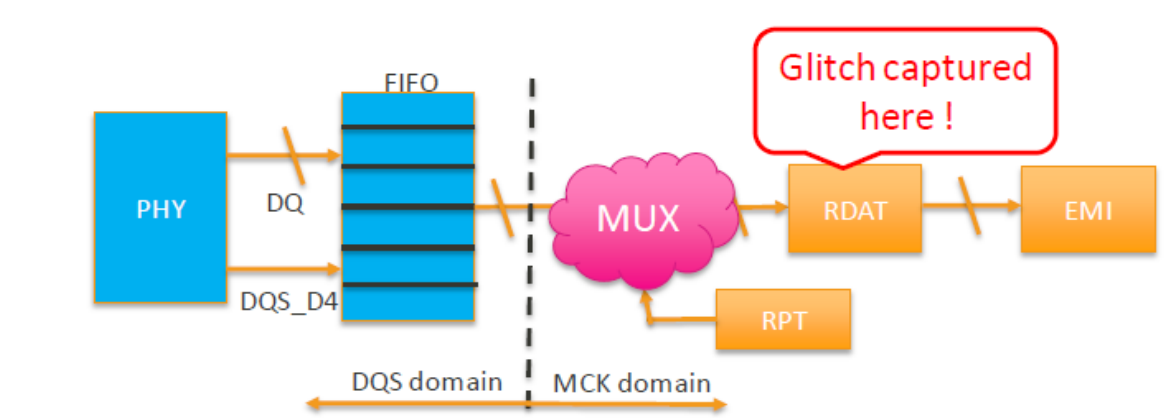 Glitch captured
here !
FIFO
PHY
DQ
MUX
RDAT
EMI
DQS_D4
RPT
DQS domain
MCK domain